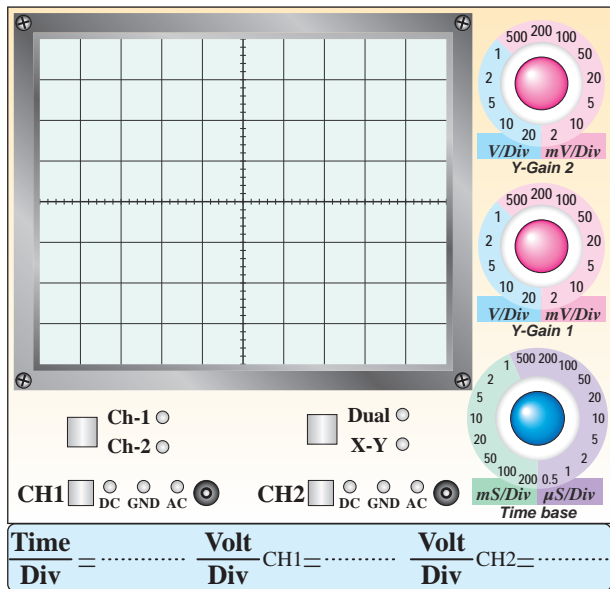 500 200 100
1 50
2 20
5 10
10 20 2
V/Div mV/Div
Y-Gain 2
500 200 100
1 50
2 20
5 10
10 20 2
V/Div mV/Div
Y-Gain 1
1 500 200 100
2 50
5 20
10 10
20 5
50 2
100 200 0.5 1
mS/Div µS/Div
Time base
Ch-1
Ch-2
Dual
X-Y
CH1 DC GND AC
CH2 DC GND AC
Time/Div = ............ Volt/Div CH1= ............ Volt/Div CH2= ............